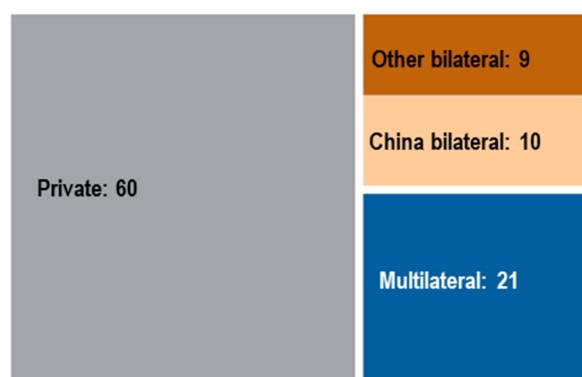 Other bilateral: 9
China bilateral: 10
Private: 60
Multilateral: 21